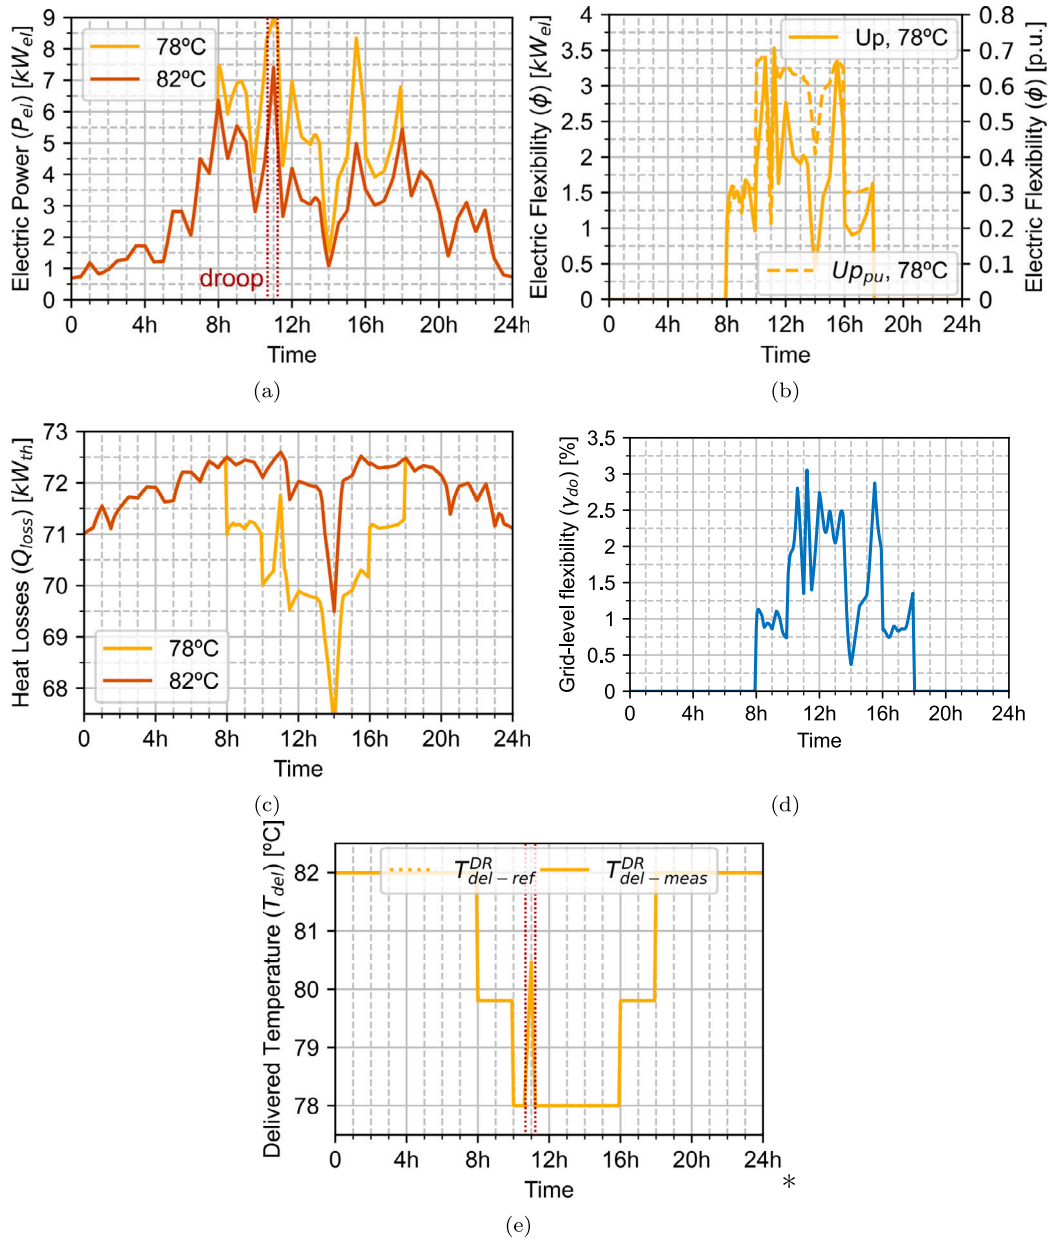 Electric Power (P_el) [kW_el]
9
8
7
6
5
4
3
2
1
0
78ºC
82ºC
droop
0 4h 8h 12h 16h 20h 24h
Time
(a)
Electric Flexibility (ϕ) [kW_el]
3.5
3
2.5
2
1.5
1
0.5
0
Up, 78ºC
Up_pu, 78ºC
0.8
0.7
0.6
0.5
0.4
0.3
0.2
0.1
0
Electric Flexibility (ϕ) [p.u.]
0 4h 8h 12h 16h 20h 24h
Time
(b)
Heat Losses (Q_loss) [kW_th]
73
72
71
70
69
68
78ºC
82ºC
0 4h 8h 12h 16h 20h 24h
Time
(c)
Grid-level flexibility (γ_do) [%]
3.5
3
2.5
2
1.5
1
0.5
0
0 4h 8h 12h 16h 20h 24h
Time
(d)
Delivered Temperature (T_del) [ºC]
82
81
80
79
78
T^DR_del−ref T^DR_del−meas
0 4h 8h 12h 16h 20h 24h
Time
*
(e)